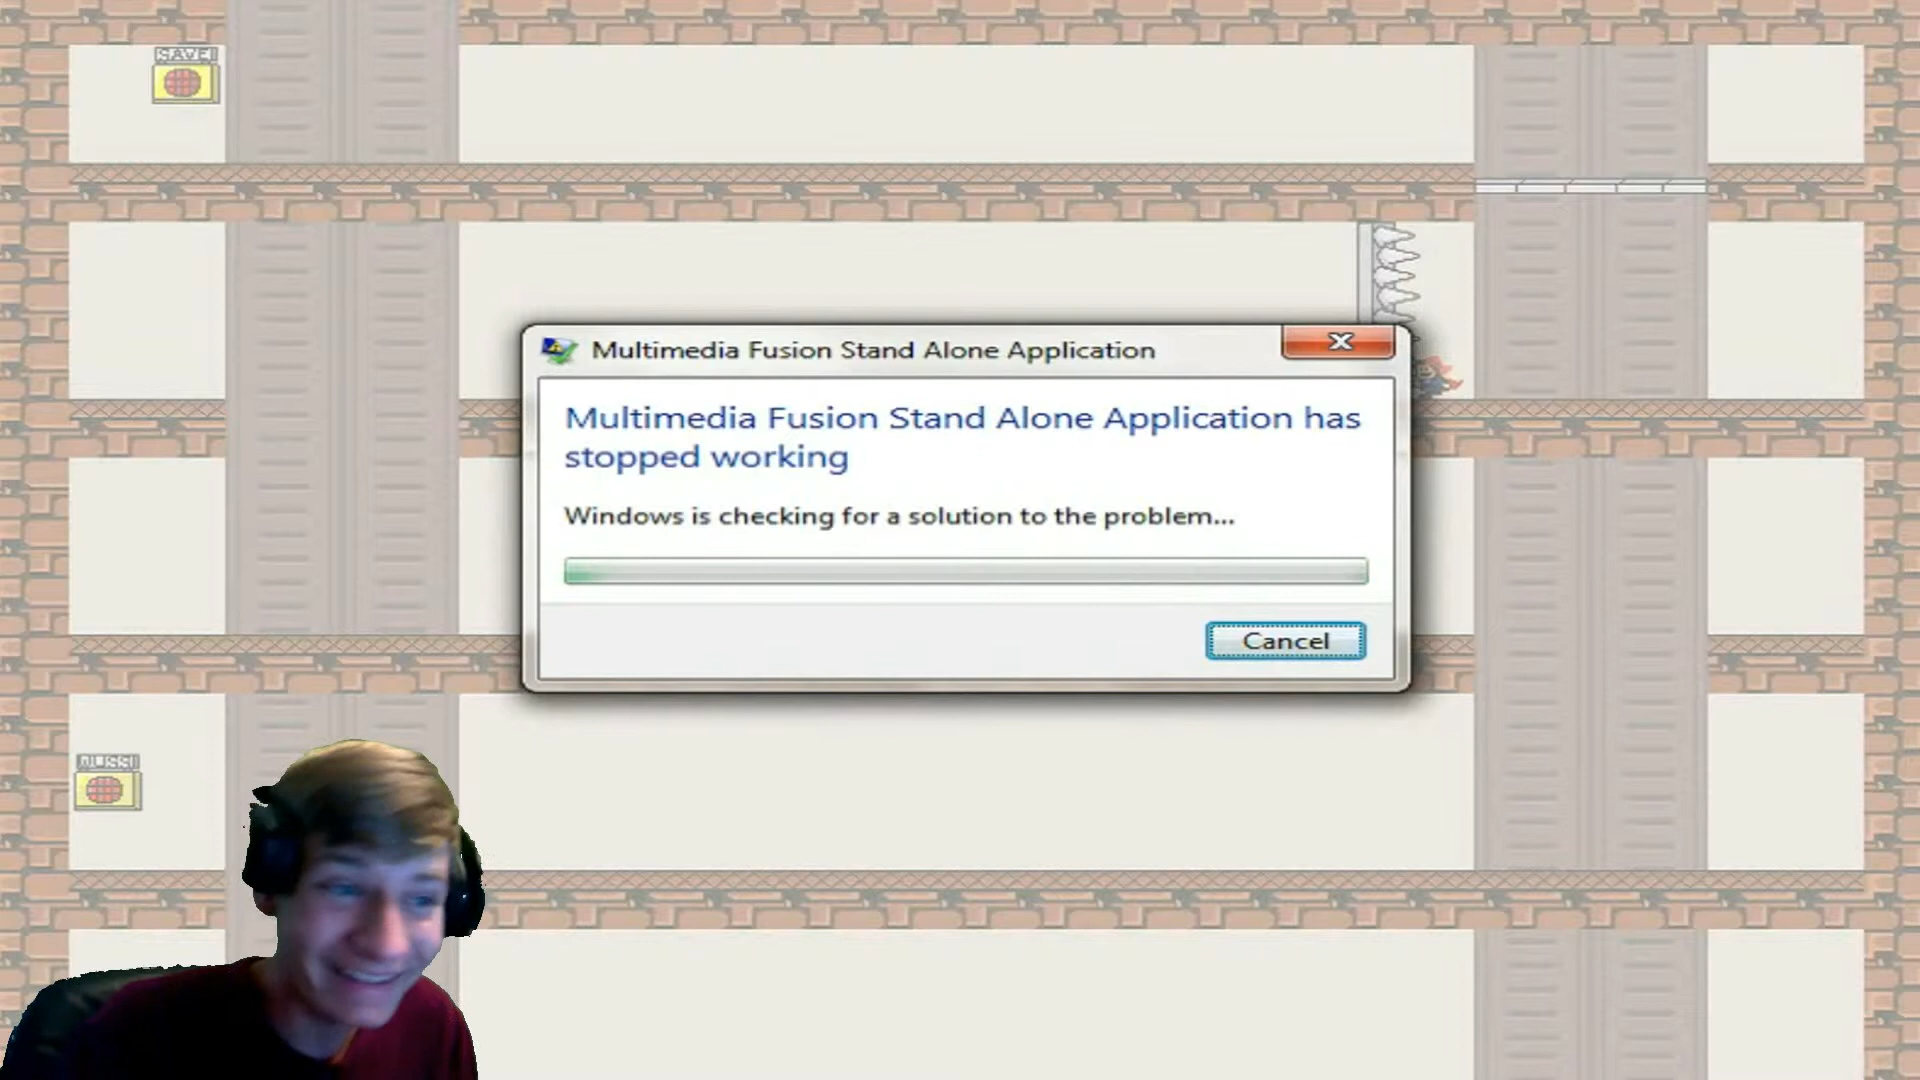 SAVE!
Multimedia Fusion Stand Alone Application
Multimedia Fusion Stand Alone Application has
stopped working
Windows is checking for a solution to the problem...
Cancel